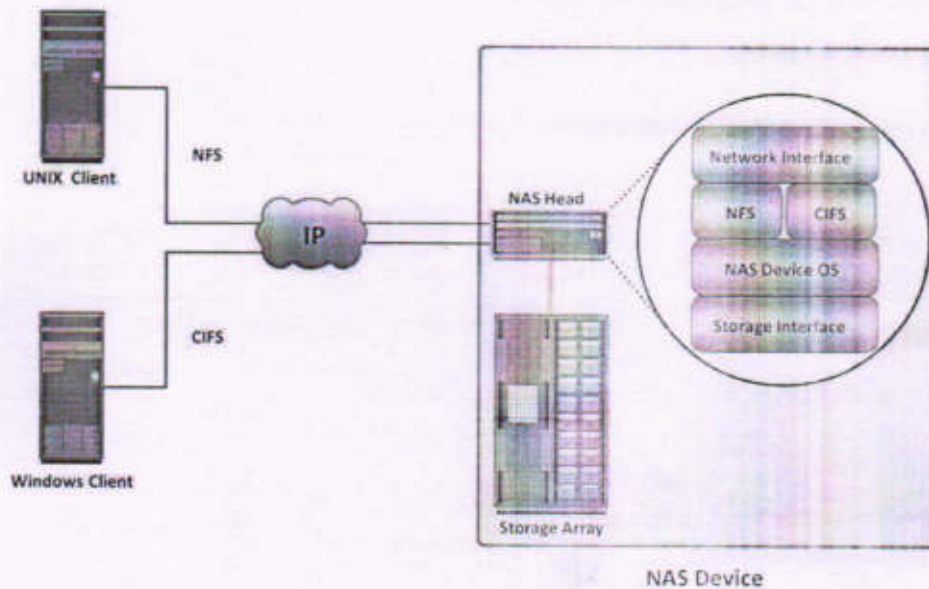 UNIX Client
NFS
IP
CIFS
Windows Client
NAS Head
Storage Array
Network Interface
NFS
CIFS
NAS Device OS
Storage Interface
NAS Device